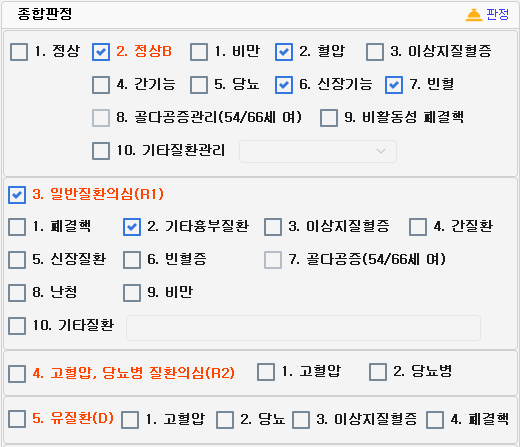 종합판정 판정
1. 정상 2. 정상B 1. 비만 2. 혈압 3. 이상지질혈증
4. 간기능 5. 당뇨 6. 신장기능 7. 빈혈
8. 골다공증관리(54/66세 여) 9. 비활동성 폐결핵
10. 기타질환관리
3. 일반질환의심(R1)
1. 폐결핵 2. 기타흉부질환 3. 이상지질혈증 4. 간질환
5. 신장질환 6. 빈혈증 7. 골다공증(54/66세 여)
8. 난청 9. 비만
10. 기타질환
4. 고혈압, 당뇨병 질환의심(R2) 1. 고혈압 2. 당뇨병
5. 유질환(D) 1. 고혈압 2. 당뇨 3. 이상지질혈증 4. 폐결핵